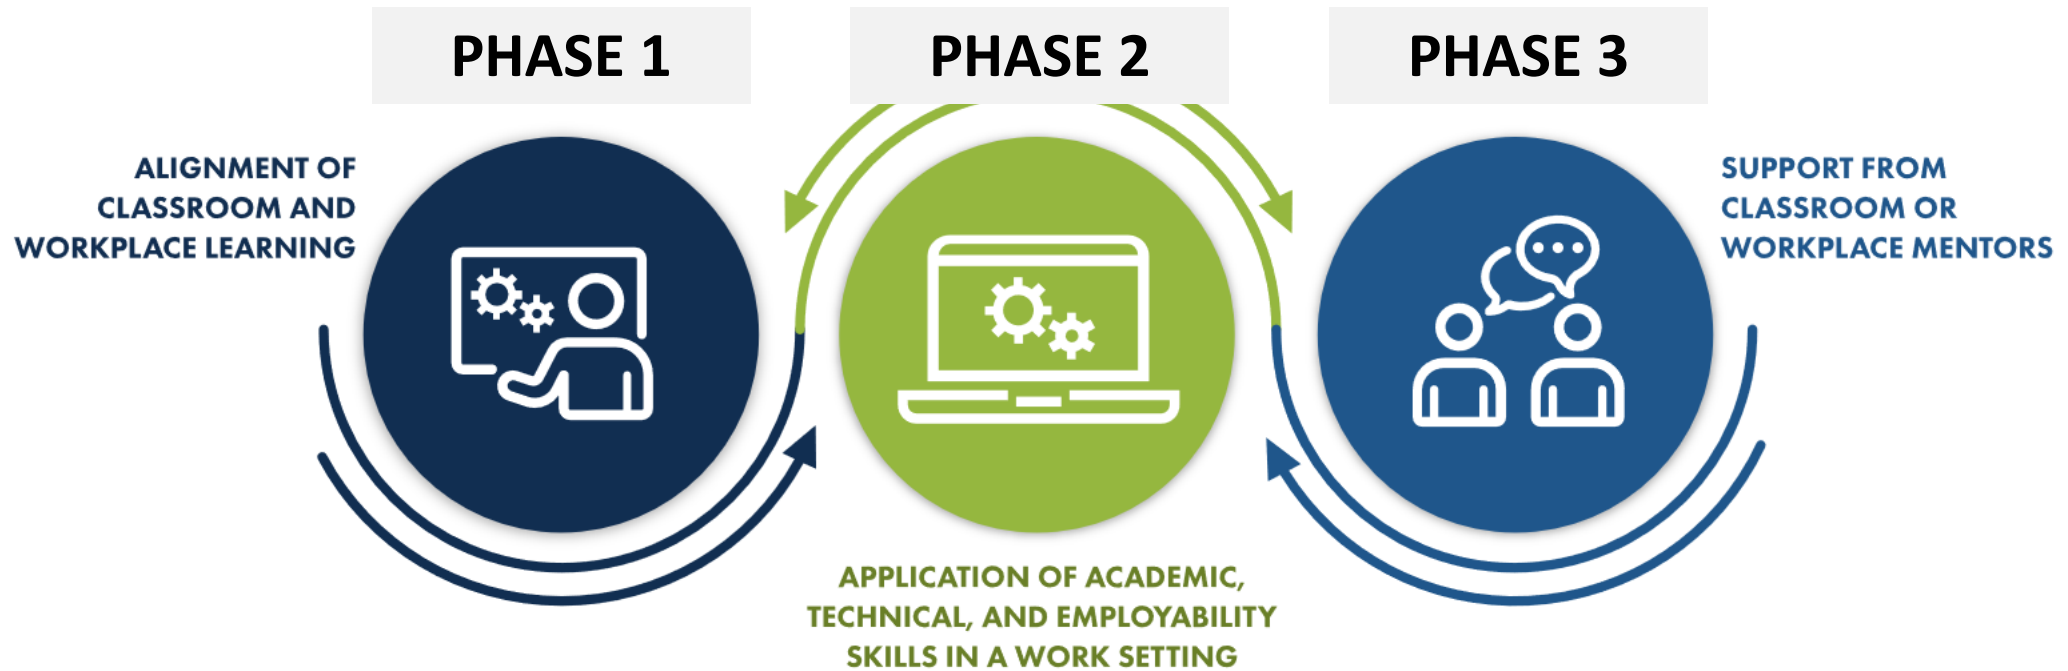 PHASE 1
PHASE 2
PHASE 3
ALIGNMENT OF
CLASSROOM AND
WORKPLACE LEARNING
APPLICATION OF ACADEMIC,
TECHNICAL, AND EMPLOYABILITY
SKILLS IN A WORK SETTING
SUPPORT FROM
CLASSROOM OR
WORKPLACE MENTORS